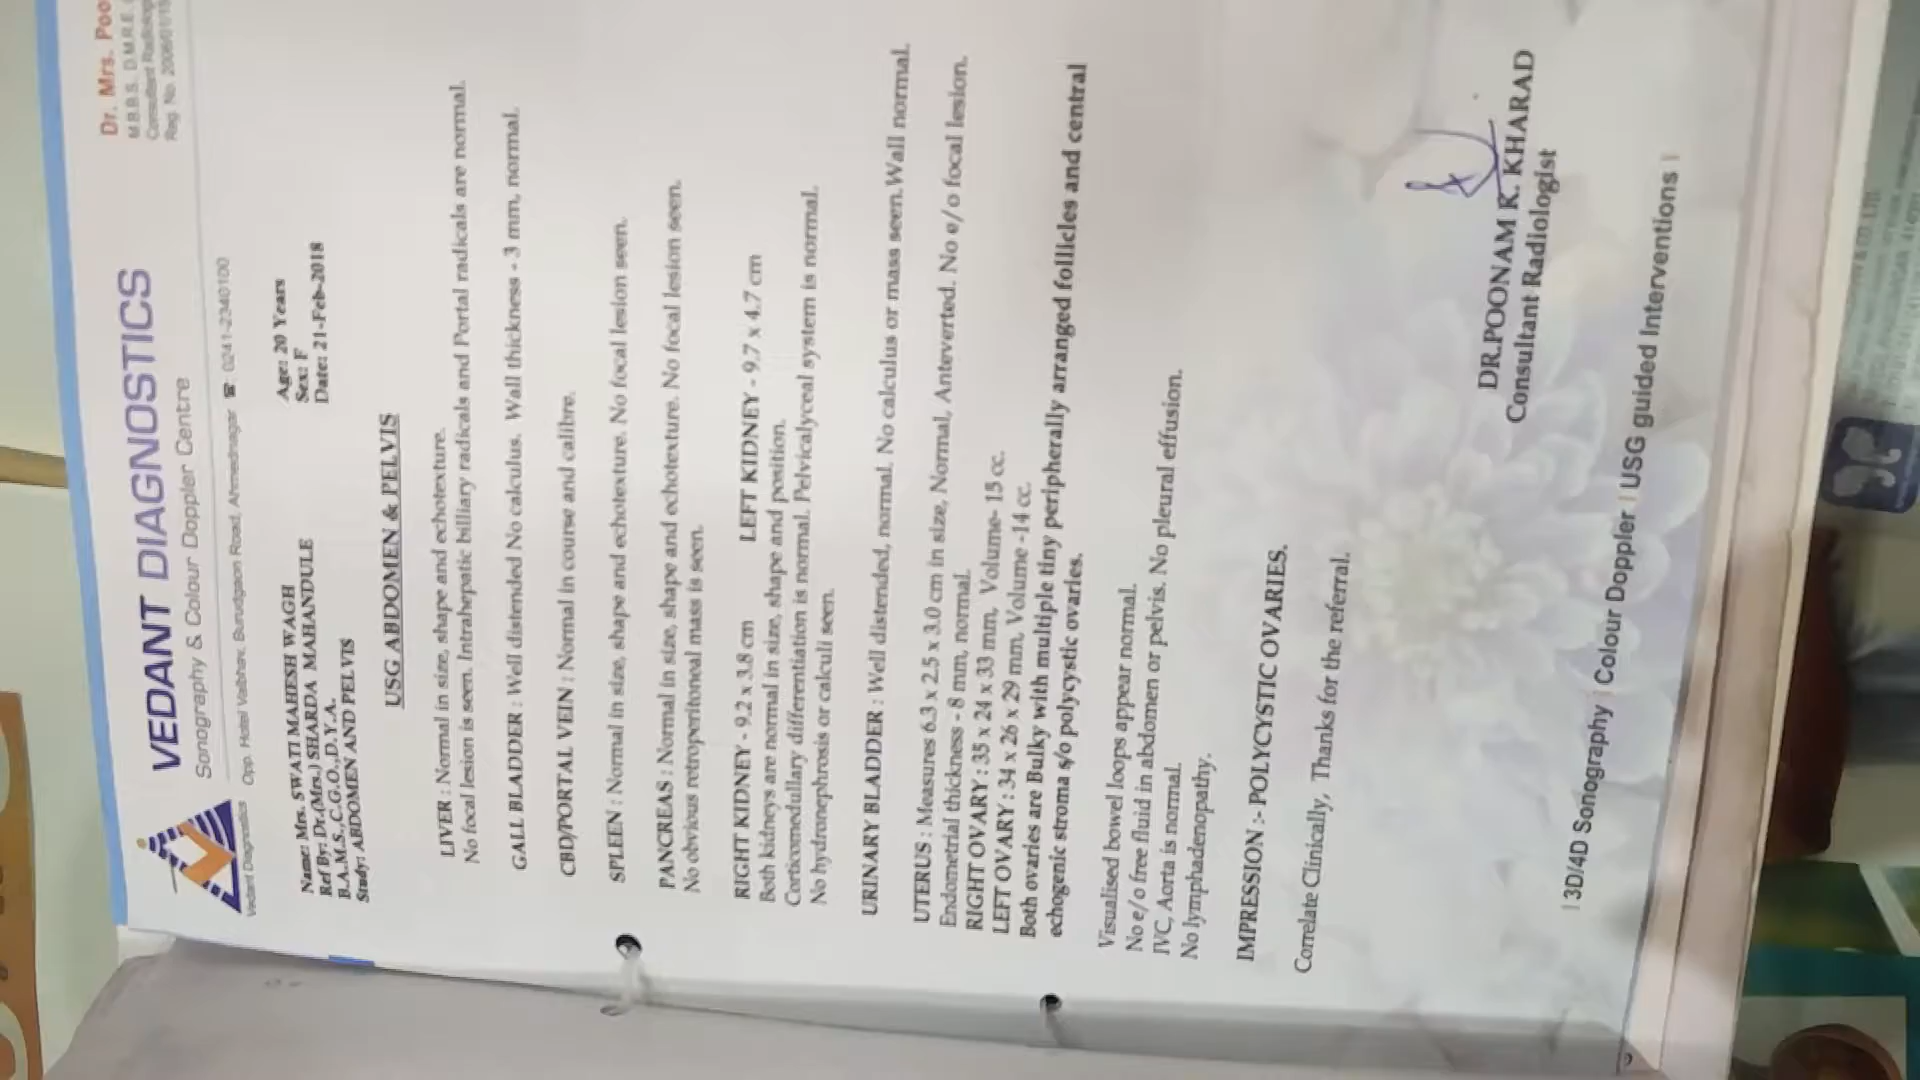 VEDANT DIAGNOSTICS
Sonography & Colour Doppler Centre
Opp. Hotel Vaibhav, Burudgaon Road, Ahmednagar ☎ 0241-2340100
Vedant Diagnostics
Dr. Mrs. Poo
M.B.B.S. D.M.R.E.
Consultant Radiolog
Reg. No.
Name: Mrs. SWATI MAHESH WAGH Age: 20 Years
Ref By: Dr.(Mrs.) SHARDA MAHANDULE Sex: F
B.A.M.S.,C.G.O.,D.Y.A. Date: 21-Feb-2018
Study: ABDOMEN AND PELVIS
USG ABDOMEN & PELVIS
LIVER : Normal in size, shape and echotexture.
No focal lesion is seen. Intrahepatic billiary radicals and Portal radicals are normal.
GALL BLADDER : Well distended No calculus. Wall thickness - 3 mm, normal.
CBD/PORTAL VEIN : Normal in course and calibre.
SPLEEN : Normal in size, shape and echotexture. No focal lesion seen.
PANCREAS : Normal in size, shape and echotexture. No focal lesion seen.
No obvious retroperitoneal mass is seen.
RIGHT KIDNEY - 9.2 x 3.8 cm LEFT KIDNEY - 9.7 x 4.7 cm
Both kidneys are normal in size, shape and position.
Corticomedullary differentiation is normal. Pelvicalyceal system is normal.
No hydronephrosis or calculi seen.
URINARY BLADDER : Well distended, normal. No calculus or mass seen. Wall normal.
UTERUS : Measures 6.3 x 2.5 x 3.0 cm in size, Normal, Anteverted. No e/o focal lesion.
Endometrial thickness - 8 mm, normal.
RIGHT OVARY : 35 x 24 x 33 mm, Volume- 15 cc.
LEFT OVARY : 34 x 26 x 29 mm, Volume -14 cc.
Both ovaries are Bulky with multiple tiny peripherally arranged follicles and central
echogenic stroma s/o polycystic ovaries.
Visualised bowel loops appear normal.
No e/o free fluid in abdomen or pelvis. No pleural effusion.
IVC, Aorta is normal.
No lymphadenopathy.
IMPRESSION :- POLYCYSTIC OVARIES.
Correlate Clinically, Thanks for the referral.
DR.POONAM R. KHARAD
Consultant Radiologist
| 3D/4D Sonography | Colour Doppler | USG guided Interventions |